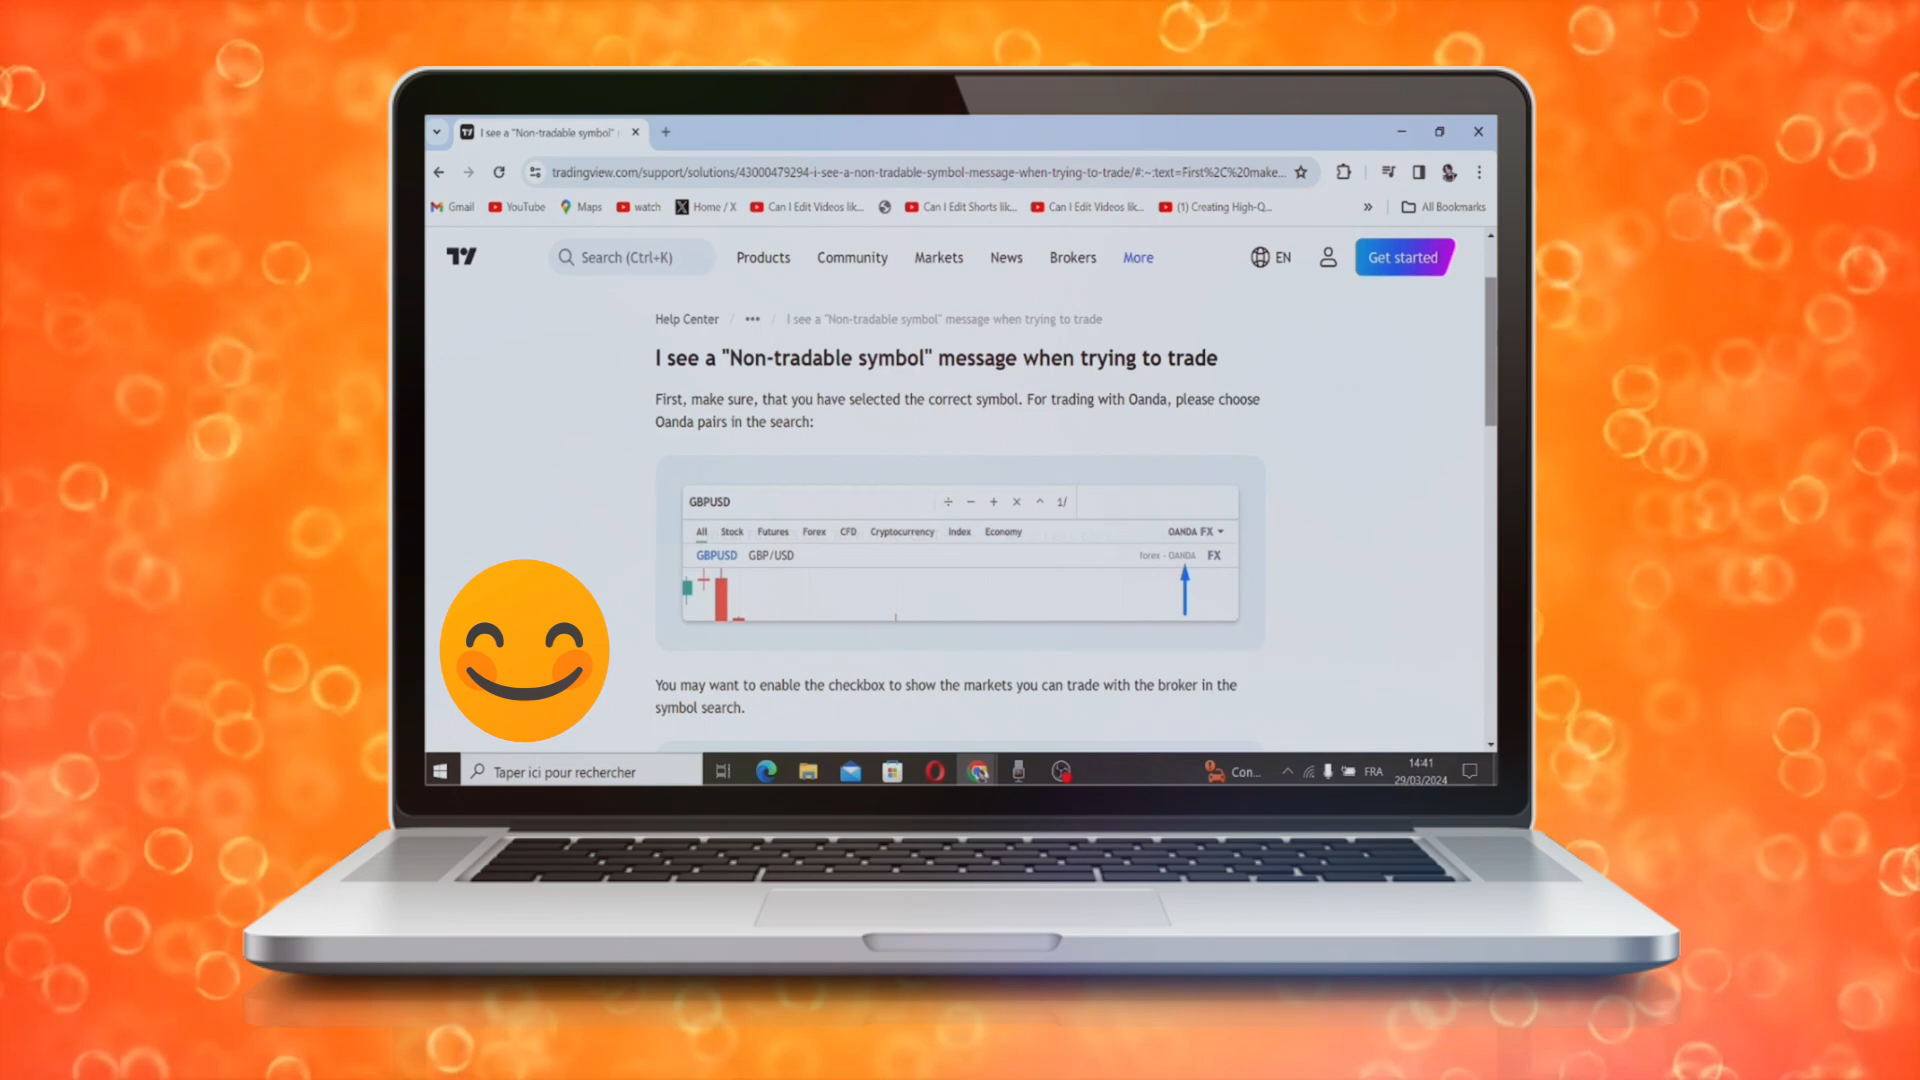 I see a "Non-tradable symbol"
tradingview.com/support/solutions/43000479294-i-see-a-non-tradable-symbol-message-when-trying-to-trade/#:~:text=First%2C%20make...
Gmail YouTube Maps watch Home / X Can I Edit Videos lik... Can I Edit Shorts lik... Can I Edit Videos lik... (1) Creating High-Q... » All Bookmarks
Search (Ctrl+K) Products Community Markets News Brokers More EN Get started
Help Center / ••• / I see a "Non-tradable symbol" message when trying to trade
I see a "Non-tradable symbol" message when trying to trade
First, make sure, that you have selected the correct symbol. For trading with Oanda, please choose
Oanda pairs in the search:
GBPUSD ÷ − + × ^ 1/
All Stock Futures Forex CFD Cryptocurrency Index Economy OANDA FX
GBPUSD GBP/USD forex - OANDA FX
You may want to enable the checkbox to show the markets you can trade with the broker in the
symbol search.
Taper ici pour rechercher Con... FRA 14:41
29/03/2024